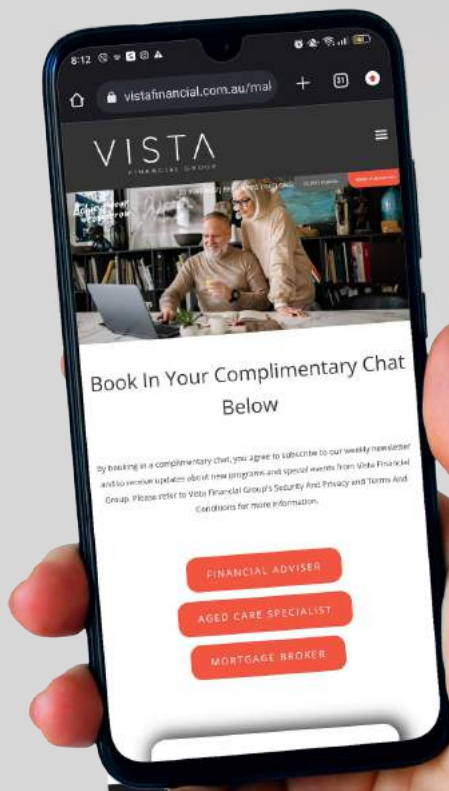 8:12
vistafinancial.com.au/mal
31
VISTA
FINANCIAL GROUP
Book In Your Complimentary Chat
Below
By booking in a complimentary chat, you agree to subscribe to our weekly newsletter
and to receive updates about new programs and special events from Vista Financial
Group. Please refer to Vista Financial Group's Security And Privacy and Terms And
Conditions for more information.
FINANCIAL ADVISER
AGED CARE SPECIALIST
MORTGAGE BROKER